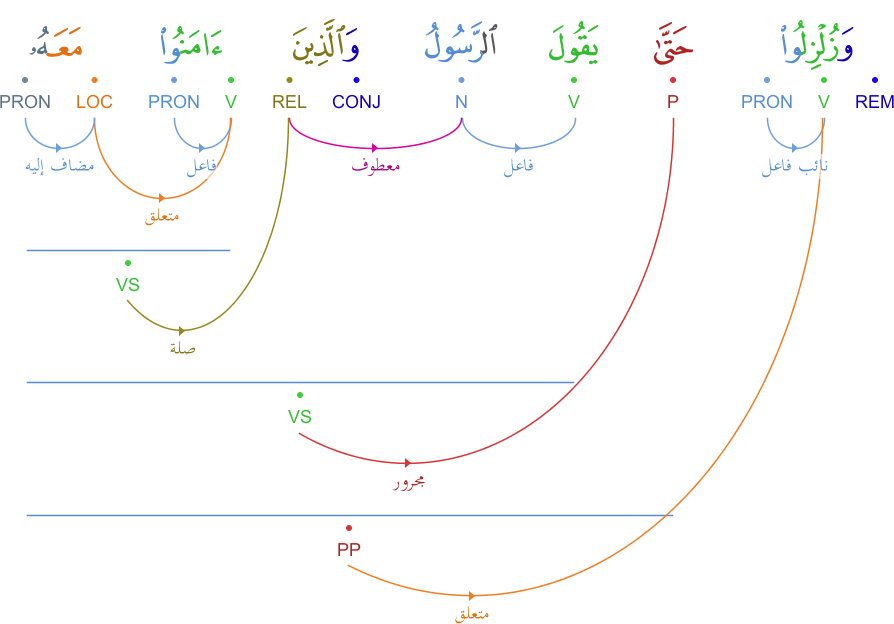 وَزُلْزِلُوا۟ حَتَّىٰ يَقُولَ ٱلرَّسُولُ وَٱلَّذِينَ ءَامَنُوا۟ مَعَهُۥ
PRON LOC PRON V REL CONJ N V P PRON V REM
مضاف إليه فاعل معطوف فاعل نائب فاعل
متعلق
VS
صلة
VS
مجرور
PP
متعلق